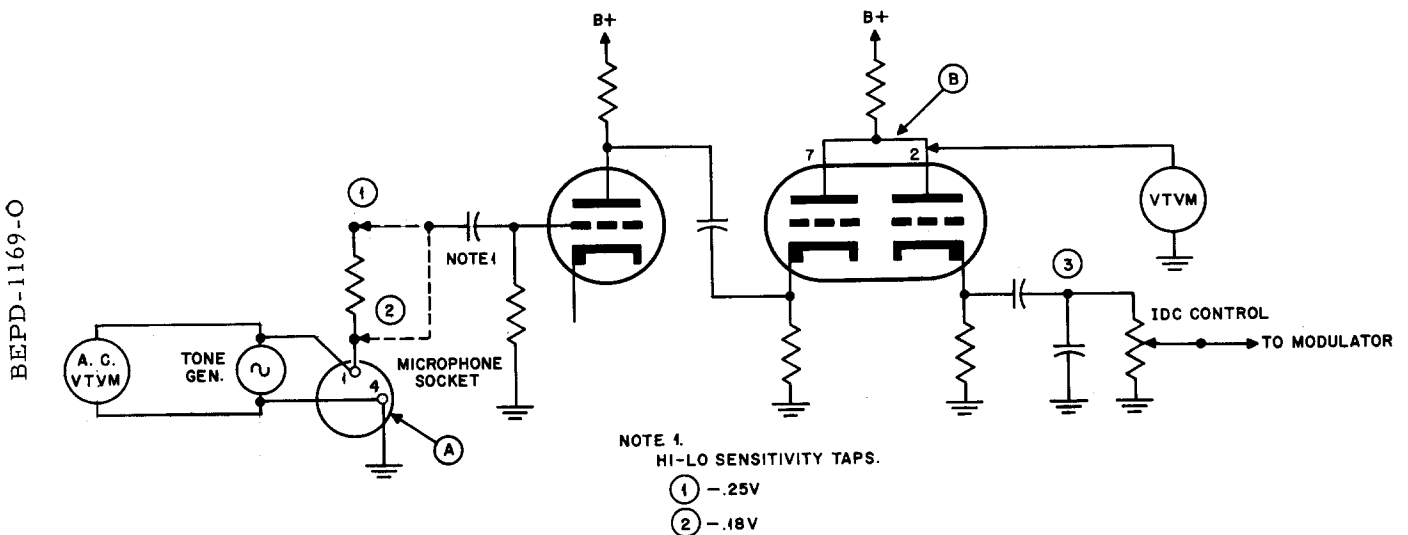 BEPD-1169-O
B+
B+
B
7
2
VTVM
1
NOTE 1
2
3
IDC CONTROL
TO MODULATOR
A. C.
VTVM
TONE
GEN.
MICROPHONE
SOCKET
1
4
A
NOTE 1.
HI-LO SENSITIVITY TAPS.
1 -.25V
2 -.18V